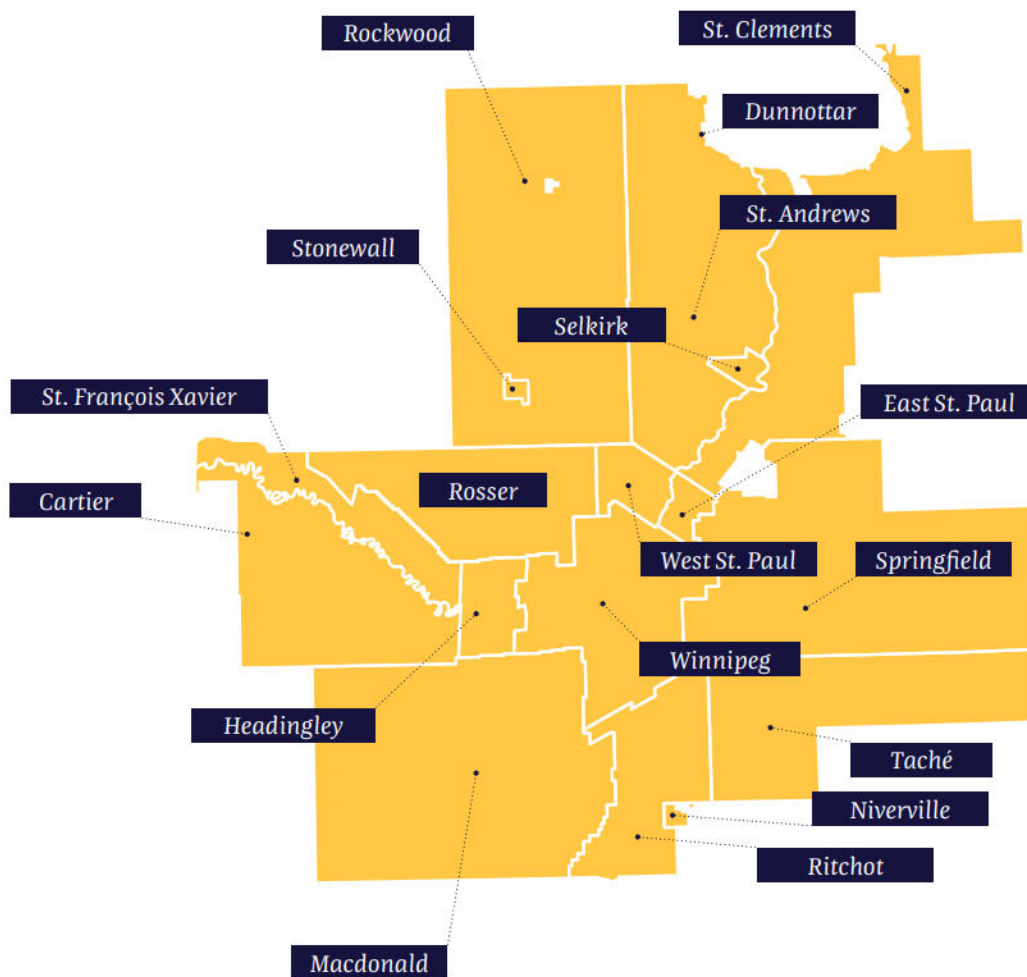 St. Clements
Rockwood
Dunnottar
St. Andrews
Stonewall
Selkirk
St. François Xavier
East St. Paul
Rosser
Cartier
West St. Paul
Springfield
Winnipeg
Headingley
Taché
Niverville
Ritchot
Macdonald